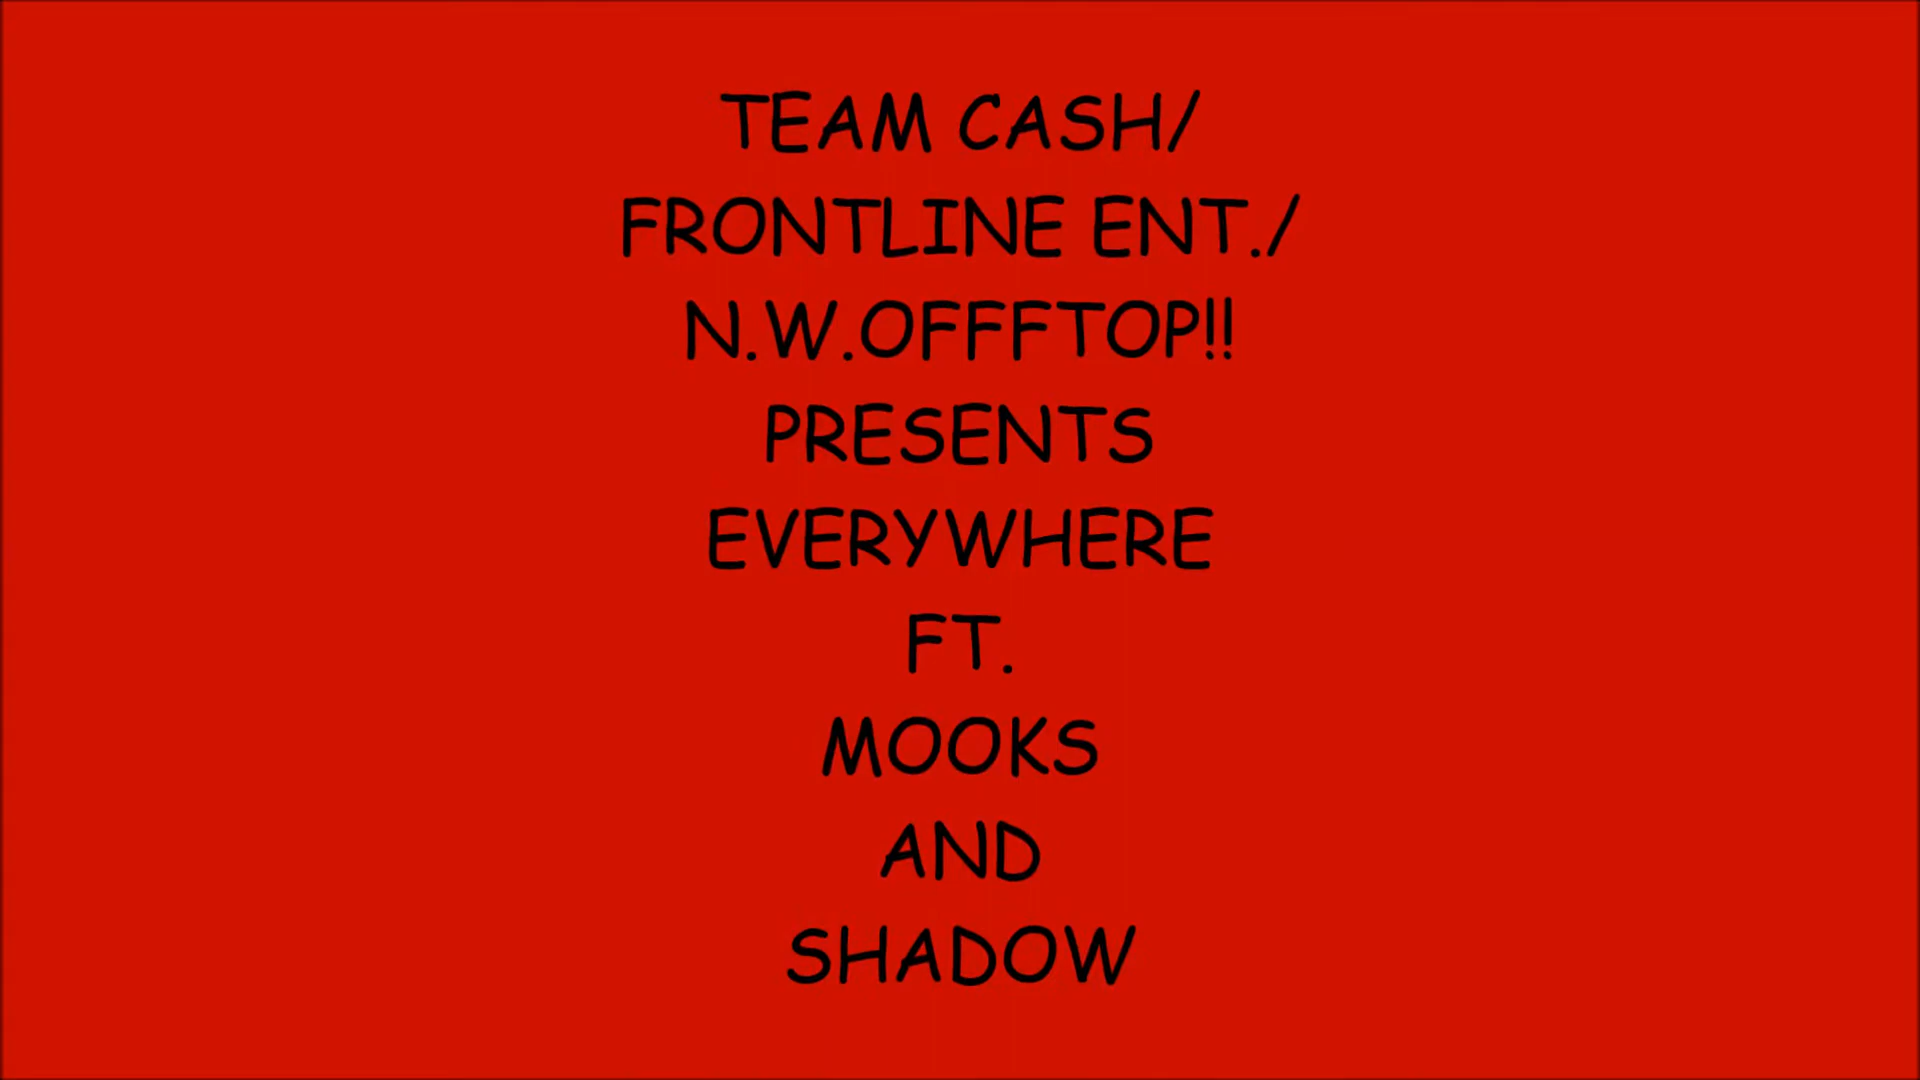 TEAM CASH/
FRONTLINE ENT./
N.W.OFFFTOP!!
PRESENTS
EVERYWHERE
FT.
MOOKS
AND
SHADOW